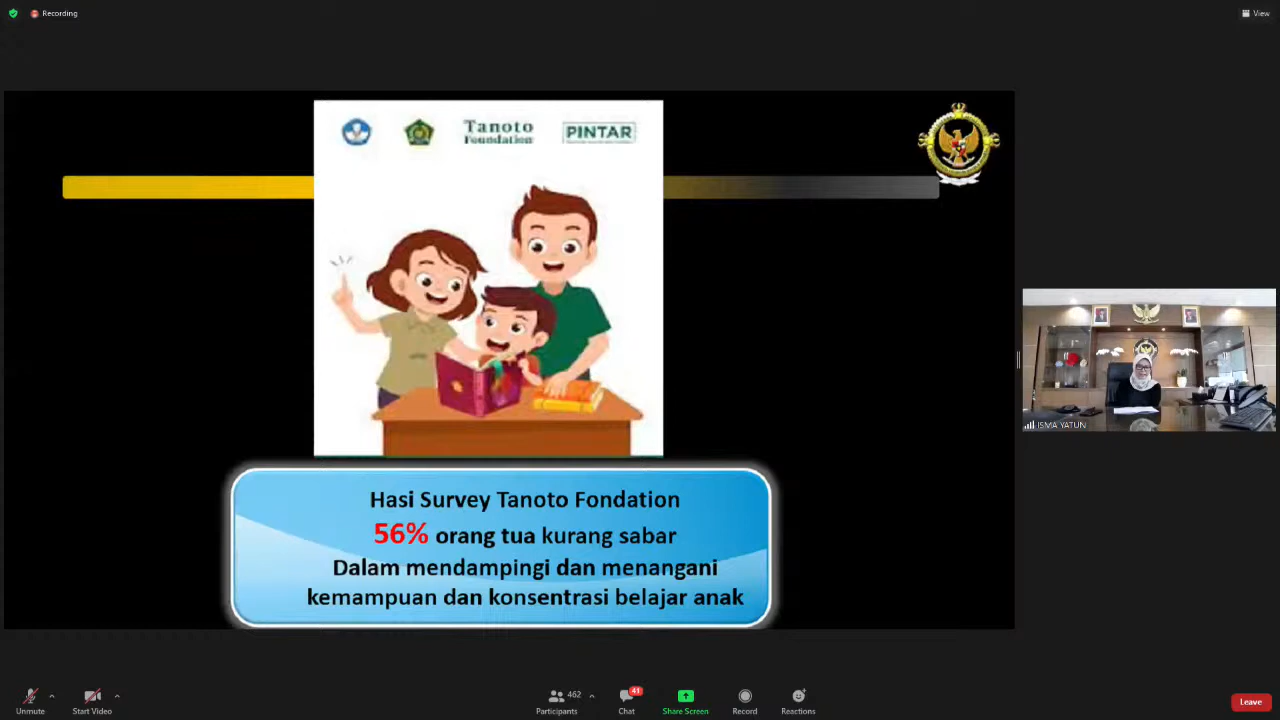 Recording
View
Tanoto
Foundation
PINTAR
Hasi Survey Tanoto Fondation
56% orang tua kurang sabar
Dalam mendampingi dan menangani
kemampuan dan konsentrasi belajar anak
ISMA YATUN
Unmute
Start Video
462
Participants
41
Chat
Share Screen
Record
Reactions
Leave